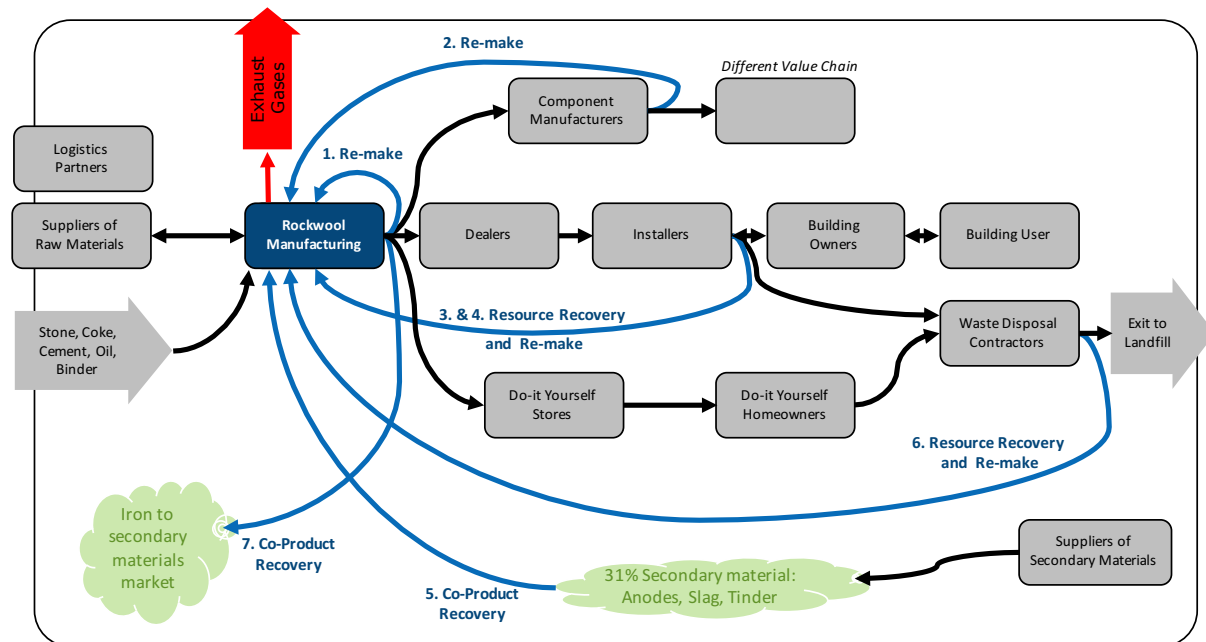 2. Re-make
Different Value Chain
Exhaust
Gases
Component
Manufacturers
Logistics
Partners
1. Re-make
Suppliers of
Raw Materials
Rockwool
Manufacturing
Dealers
Installers
Building
Owners
Building User
3. & 4. Resource Recovery
and Re-make
Stone, Coke,
Cement, Oil,
Binder
Waste Disposal
Contractors
Exit to
Landfill
Do-it Yourself
Stores
Do-it Yourself
Homeowners
6. Resource Recovery
and Re-make
Iron to
secondary
materials
market
7. Co-Product
Recovery
Suppliers of
Secondary Materials
31% Secondary material:
Anodes, Slag, Tinder
5. Co-Product
Recovery